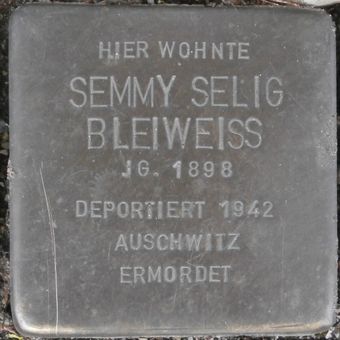 HIER WOHNTE
SEMMY SELIG
BLEIWEISS
JG. 1898
DEPORTIERT 1942
AUSCHWITZ
ERMORDET